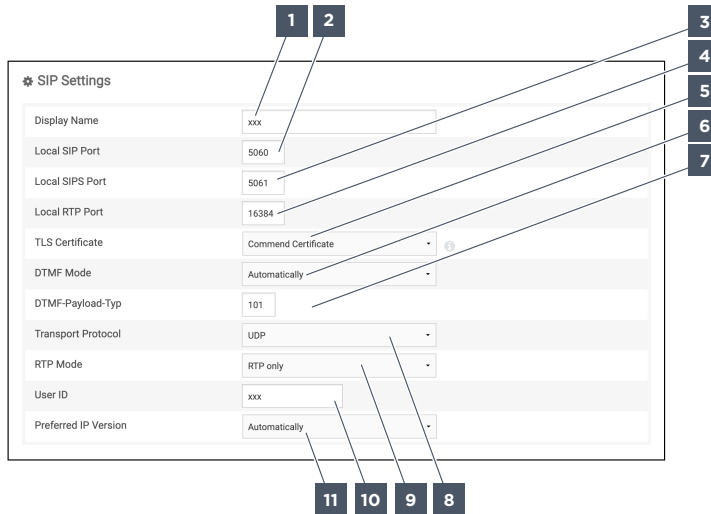 1 2
3
4
5
6
7
SIP Settings
Display Name xxx
Local SIP Port 5060
Local SIPS Port 5061
Local RTP Port 16384
TLS Certificate Commend Certificate i
DTMF Mode Automatically
DTMF-Payload-Typ 101
Transport Protocol UDP
RTP Mode RTP only
User ID xxx
Preferred IP Version Automatically
11 10 9 8